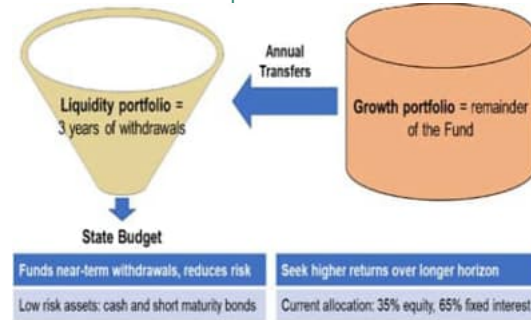 Annual
Transfers
Liquidity portfolio =
3 years of withdrawals
Growth portfolio = remainder
of the Fund
State Budget
Funds near-term withdrawals, reduces risk
Seek higher returns over longer horizon
Low risk assets: cash and short maturity bonds
Current allocation: 35% equity, 65% fixed interest